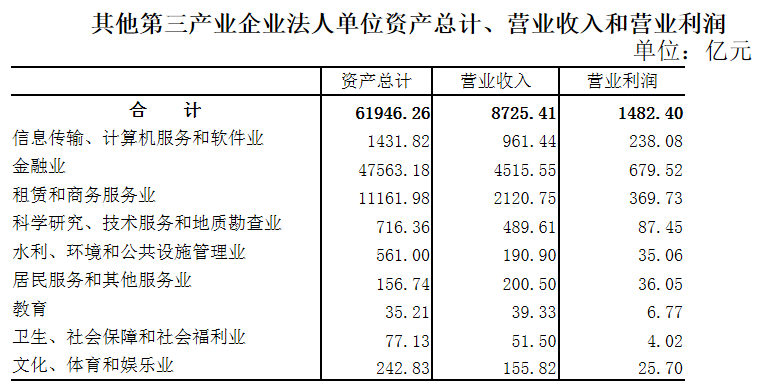 其他第三产业企业法人单位资产总计、营业收入和营业利润
单位：亿元
资产总计 营业收入 营业利润
合 计 61946.26 8725.41 1482.40
信息传输、计算机服务和软件业 1431.82 961.44 238.08
金融业 47563.18 4515.55 679.52
租赁和商务服务业 11161.98 2120.75 369.73
科学研究、技术服务和地质勘查业 716.36 489.61 87.45
水利、环境和公共设施管理业 561.00 190.90 35.06
居民服务和其他服务业 156.74 200.50 36.05
教育 35.21 39.33 6.77
卫生、社会保障和社会福利业 77.13 51.50 4.02
文化、体育和娱乐业 242.83 155.82 25.70